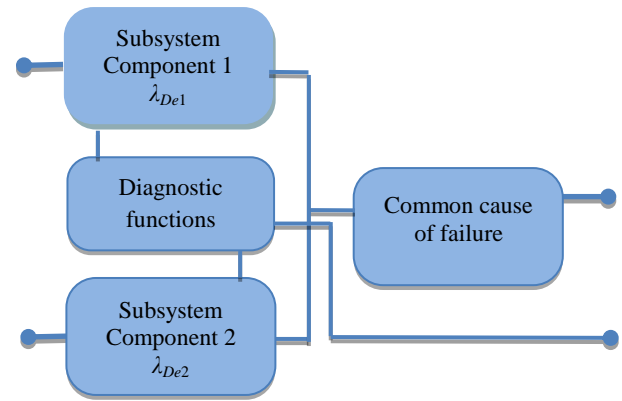 Subsystem
Component 1
λDe1
Diagnostic
functions
Common cause
of failure
Subsystem
Component 2
λDe2